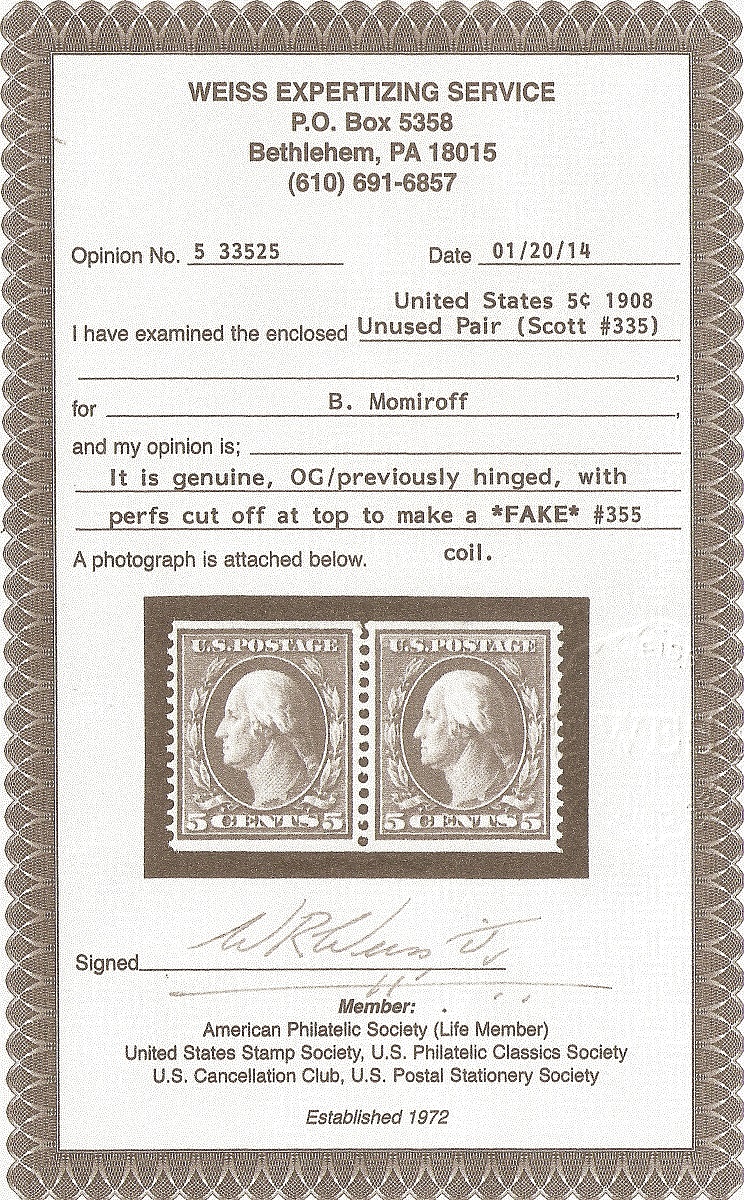 WEISS EXPERTIZING SERVICE
P.O. Box 5358
Bethlehem, PA 18015
(610) 691-6857
Opinion No. 5 33525 Date 01/20/14
United States 5¢ 1908
I have examined the enclosed Unused Pair (Scott #335)
,
for B. Momiroff,
and my opinion is;
It is genuine, OG/previously hinged, with
perfs cut off at top to make a *FAKE* #355
A photograph is attached below. coil.
U.S.POSTAGE U.S.POSTAGE
5 CENTS 5 5 CENTS 5
Signed W R Weiss Jr.
Member:
American Philatelic Society (Life Member)
United States Stamp Society, U.S. Philatelic Classics Society
U.S. Cancellation Club, U.S. Postal Stationery Society
Established 1972